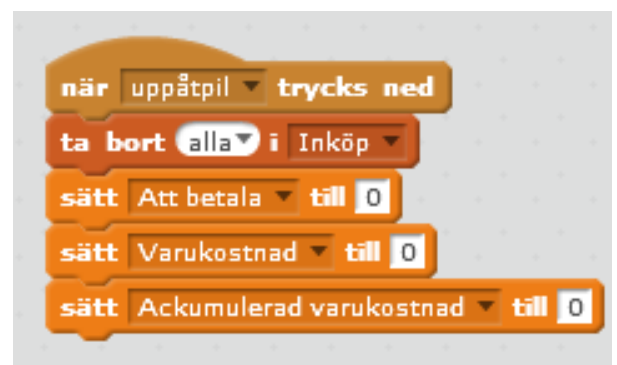 när uppåtpil trycks ned
ta bort alla i Inköp
sätt Att betala till 0
sätt Varukostnad till 0
sätt Ackumulerad varukostnad till 0